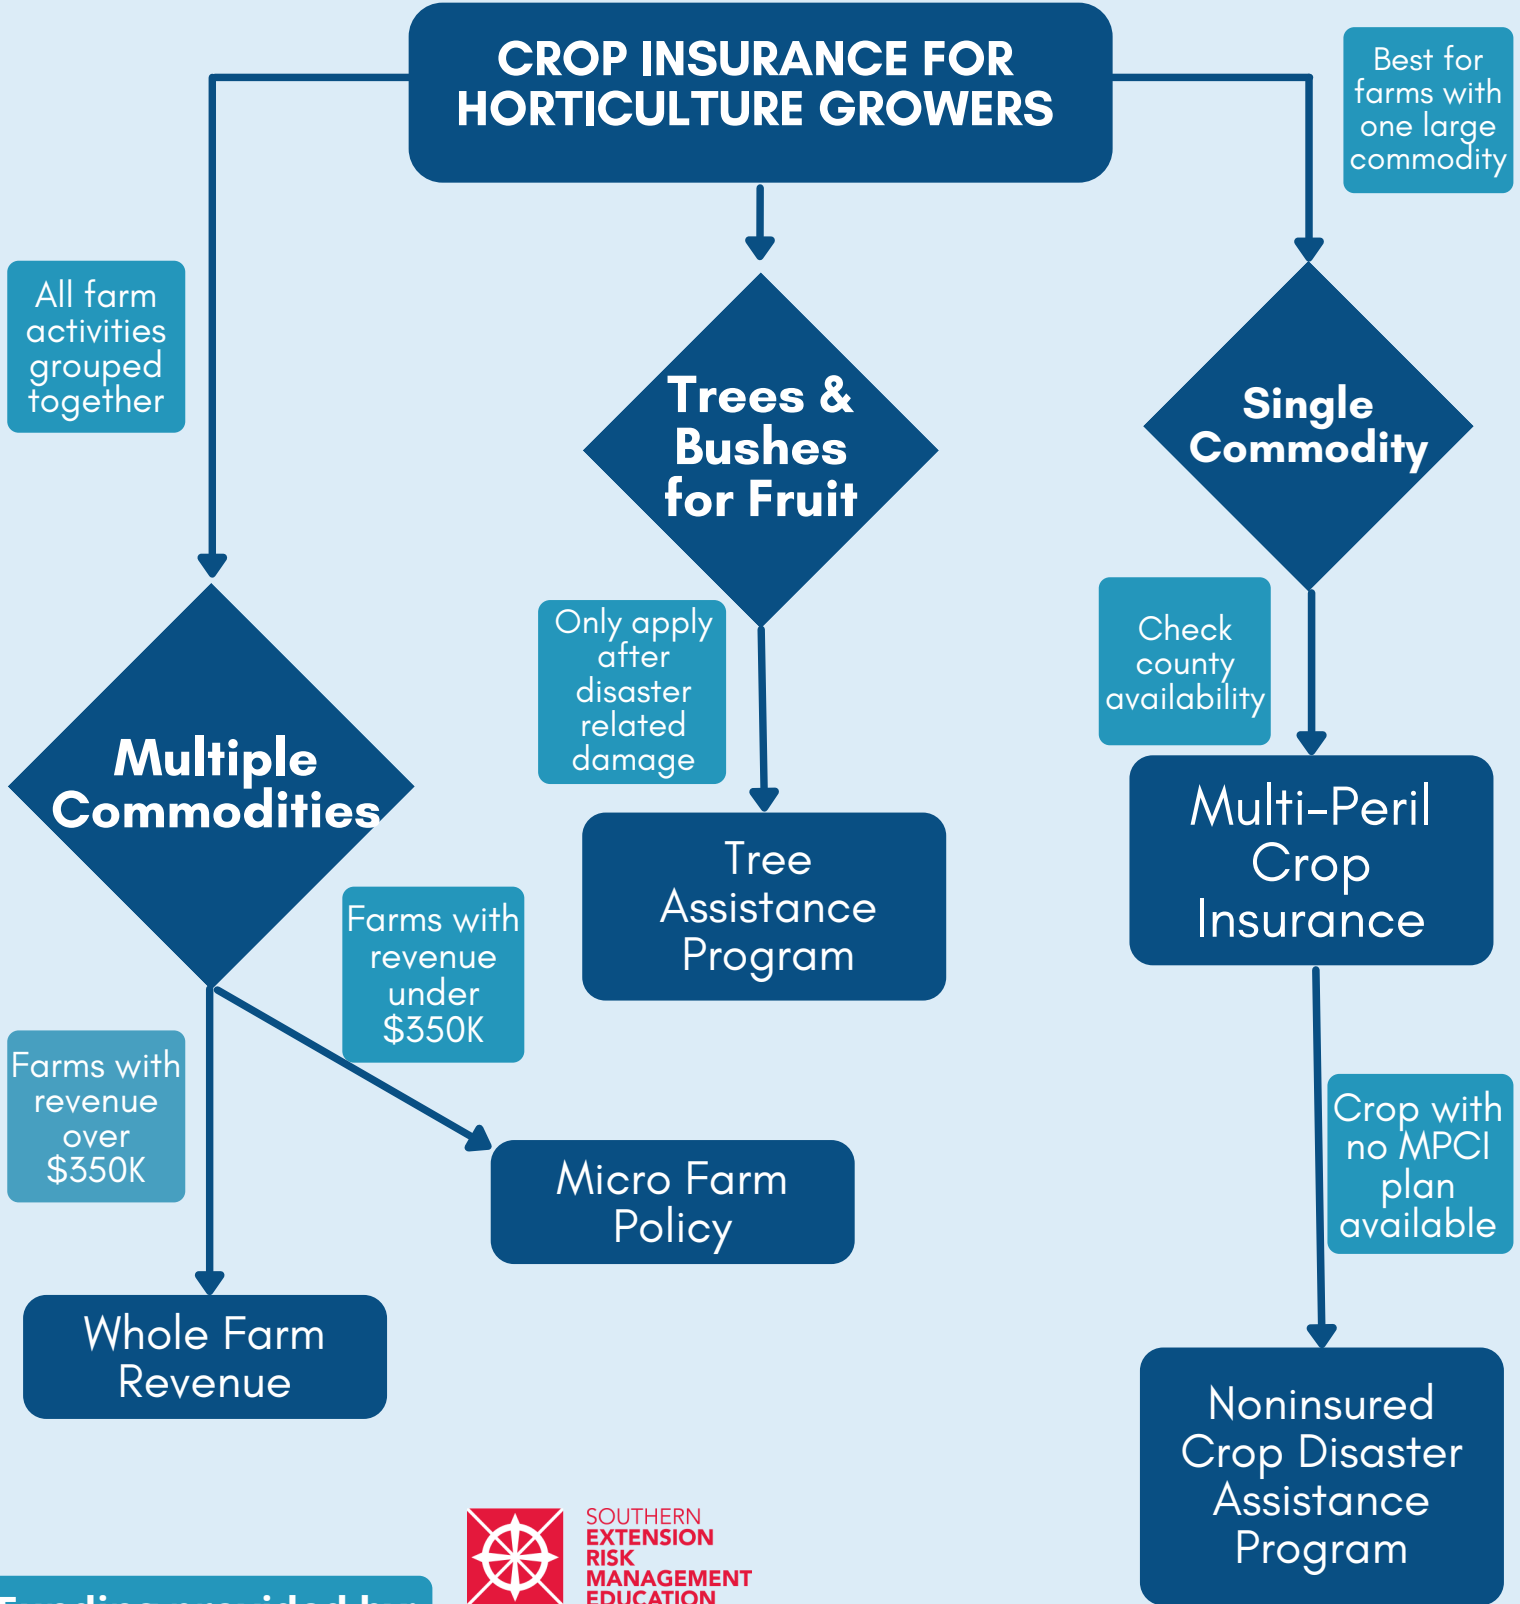 CROP INSURANCE FOR
HORTICULTURE GROWERS
Best for
farms with
one large
commodity
All farm
activities
grouped
together
Trees &
Bushes
for Fruit
Single
Commodity
Only apply
after
disaster
related
damage
Check
county
availability
Multiple
Commodities
Tree
Assistance
Program
Multi-Peril
Crop
Insurance
Farms with
revenue
under
$350K
Farms with
revenue
over
$350K
Crop with
no MPCI
plan
available
Micro Farm
Policy
Whole Farm
Revenue
Noninsured
Crop Disaster
Assistance
Program
SOUTHERN
EXTENSION
RISK
MANAGEMENT
EDUCATION
Funding provided by: